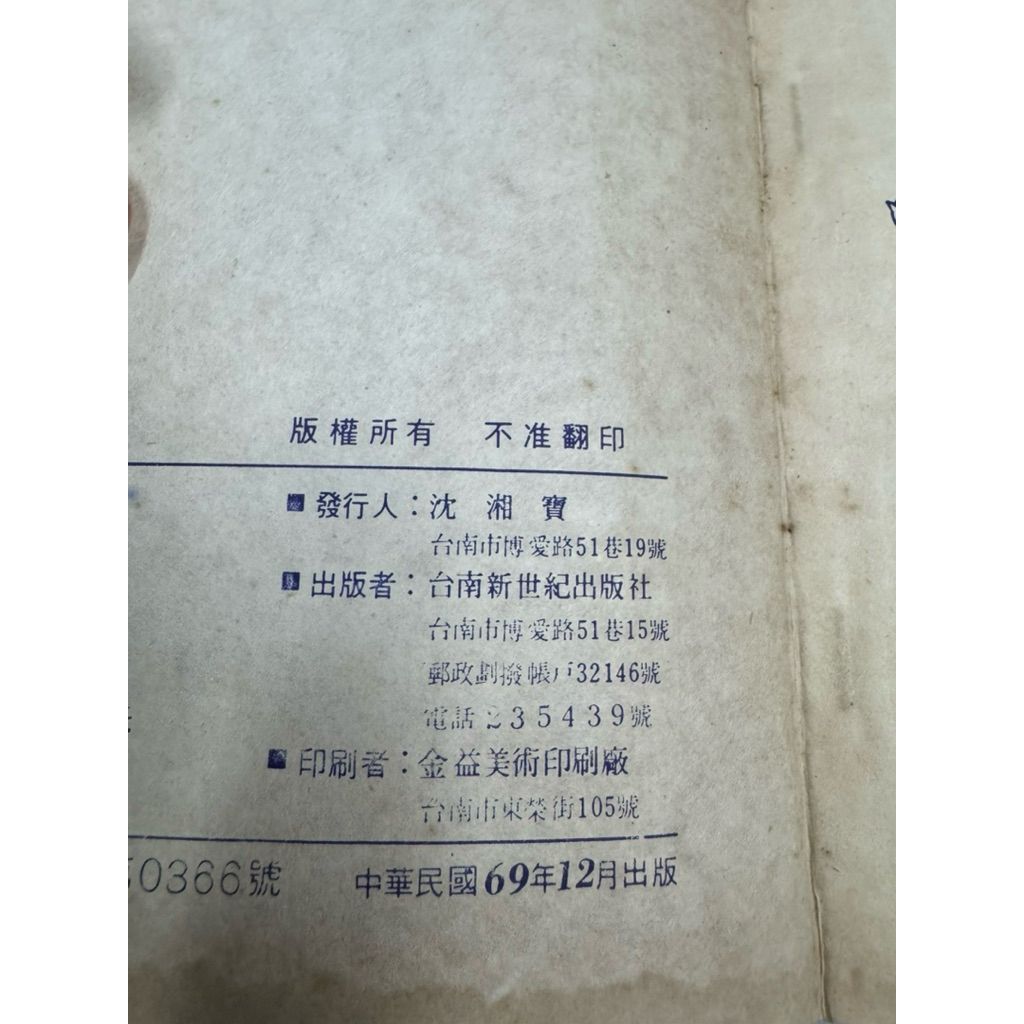 版權所有 不准翻印
發行人：沈湘寶
台南市博愛路51巷19號
出版者：台南新世紀出版社
台南市博愛路51巷15號
郵政劃撥帳戶32146號
電話235439號
印刷者：金益美術印刷廠
台南市東榮街105號
0366號 中華民國69年12月出版